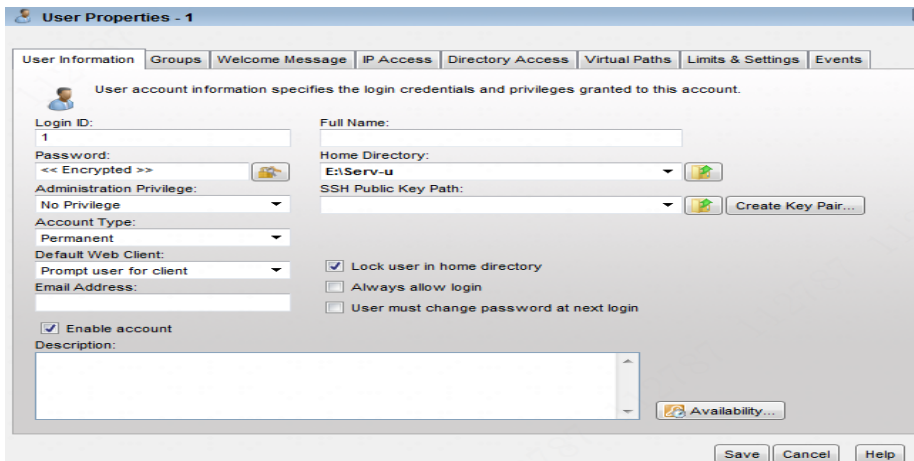 User Properties - 1
User Information Groups Welcome Message IP Access Directory Access Virtual Paths Limits & Settings Events
User account information specifies the login credentials and privileges granted to this account.
Login ID: Full Name:
1
Password: Home Directory:
<< Encrypted >> E:\Serv-u
Administration Privilege: SSH Public Key Path:
No Privilege Create Key Pair...
Account Type:
Permanent
Default Web Client:
Prompt user for client Lock user in home directory
Email Address: Always allow login
User must change password at next login
Enable account
Description:
Availability...
Save Cancel Help